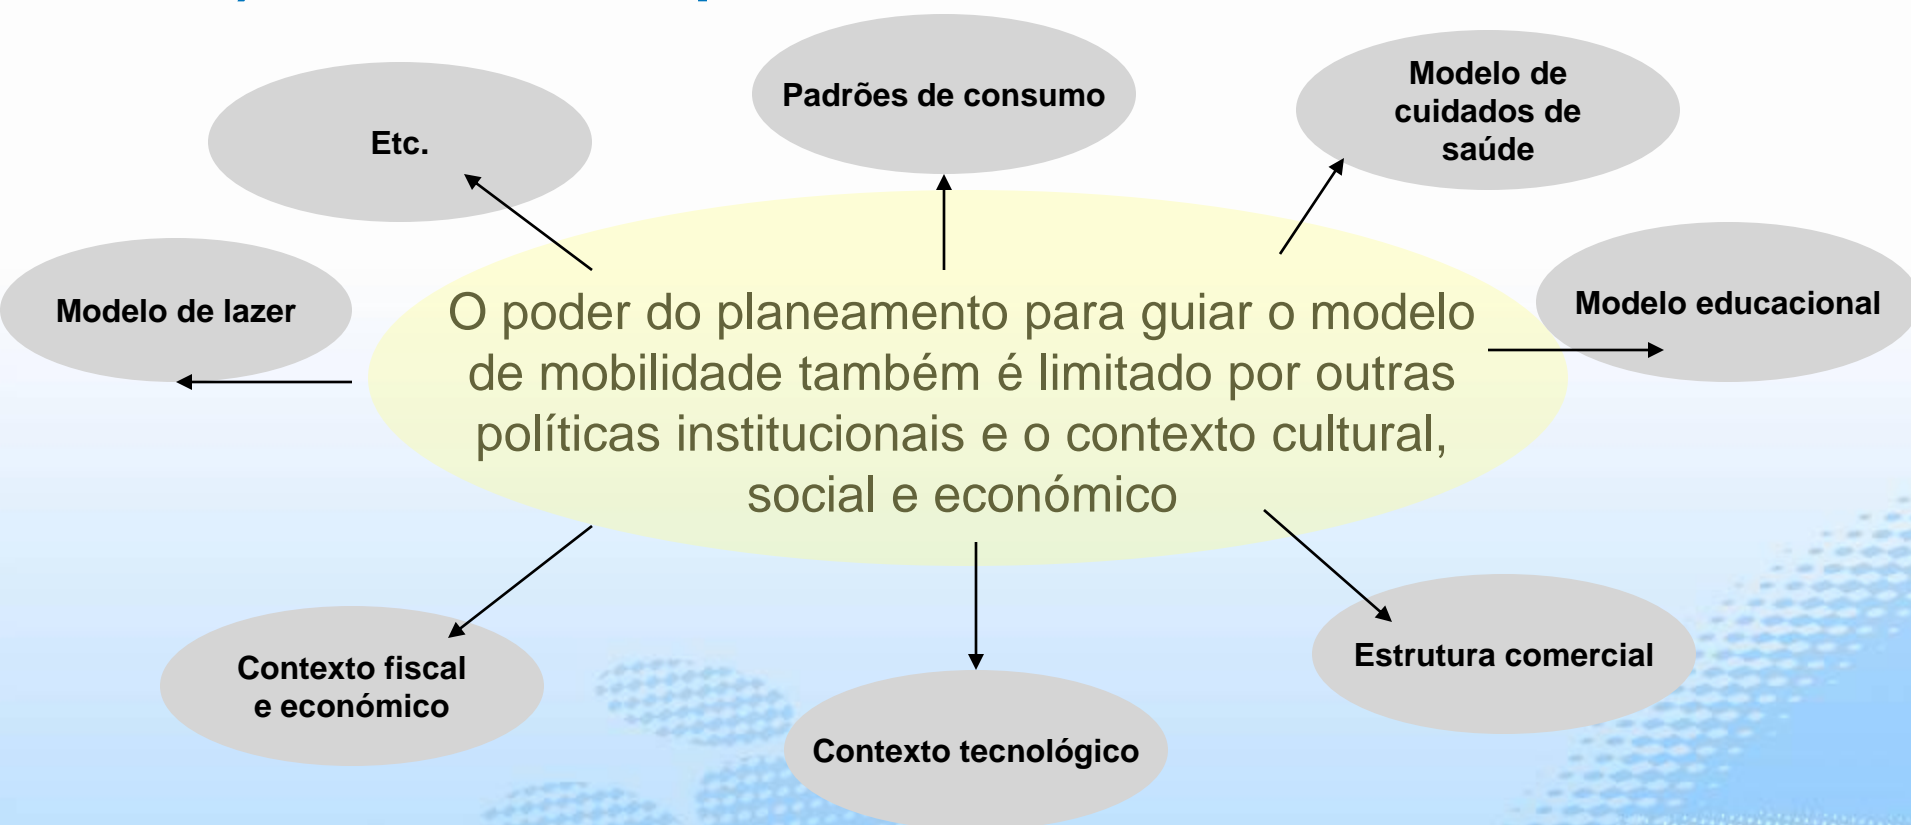 Padrões de consumo
Modelo de
cuidados de
saúde
Etc.
Modelo educacional
Modelo de lazer
O poder do planeamento para guiar o modelo
de mobilidade também é limitado por outras
políticas institucionais e o contexto cultural,
social e económico
Estrutura comercial
Contexto fiscal
e económico
Contexto tecnológico